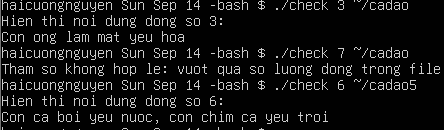 haicuongnguyen Sun Sep 14 -bash $ ./check 3 ~/cadao
Hien thi noi dung dong so 3:
Con ong lam mat yeu hoa
haicuongnguyen Sun Sep 14 -bash $ ./check 7 ~/cadao
Tham so khong hop le: vuot qua so luong dong trong file
haicuongnguyen Sun Sep 14 -bash $ ./check 6 ~/cadao5
Hien thi noi dung dong so 6:
Con ca boi yeu nuoc, con chim ca yeu troi